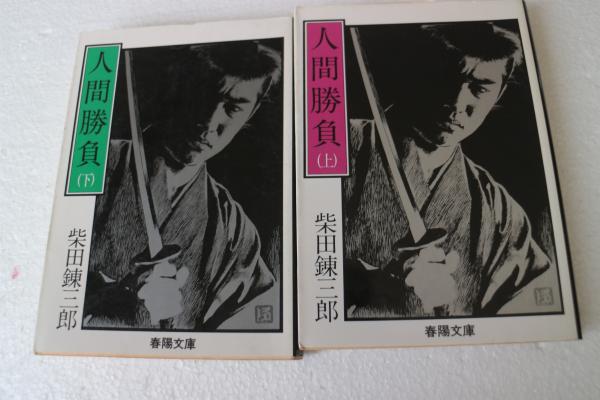 人間勝負
(下)
柴田錬三郎
春陽文庫
人間勝負
(上)
柴田錬三郎
春陽文庫